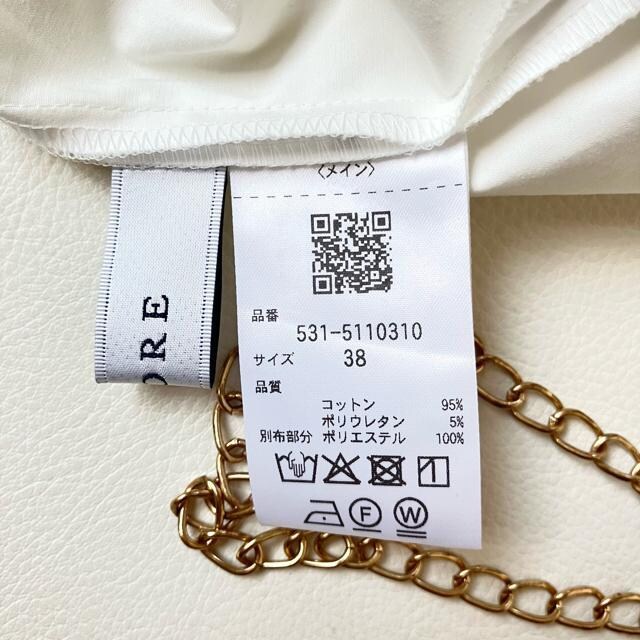 〈メイン〉
品番
531-5110310
サイズ 38
品質
コットン 95%
ポリウレタン 5%
別布部分 ポリエステル 100%
F W
ORE